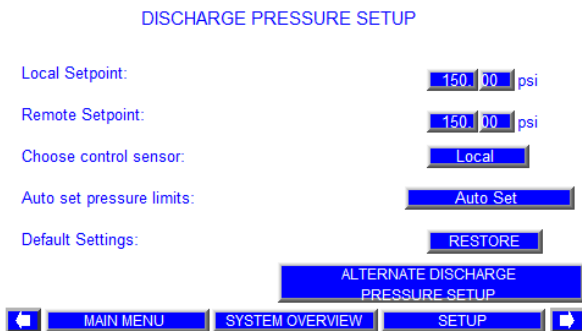 DISCHARGE PRESSURE SETUP
Local Setpoint: 150. 00 psi
Remote Setpoint: 150. 00 psi
Choose control sensor: Local
Auto set pressure limits: Auto Set
Default Settings: RESTORE
ALTERNATE DISCHARGE
PRESSURE SETUP
MAIN MENU SYSTEM OVERVIEW SETUP